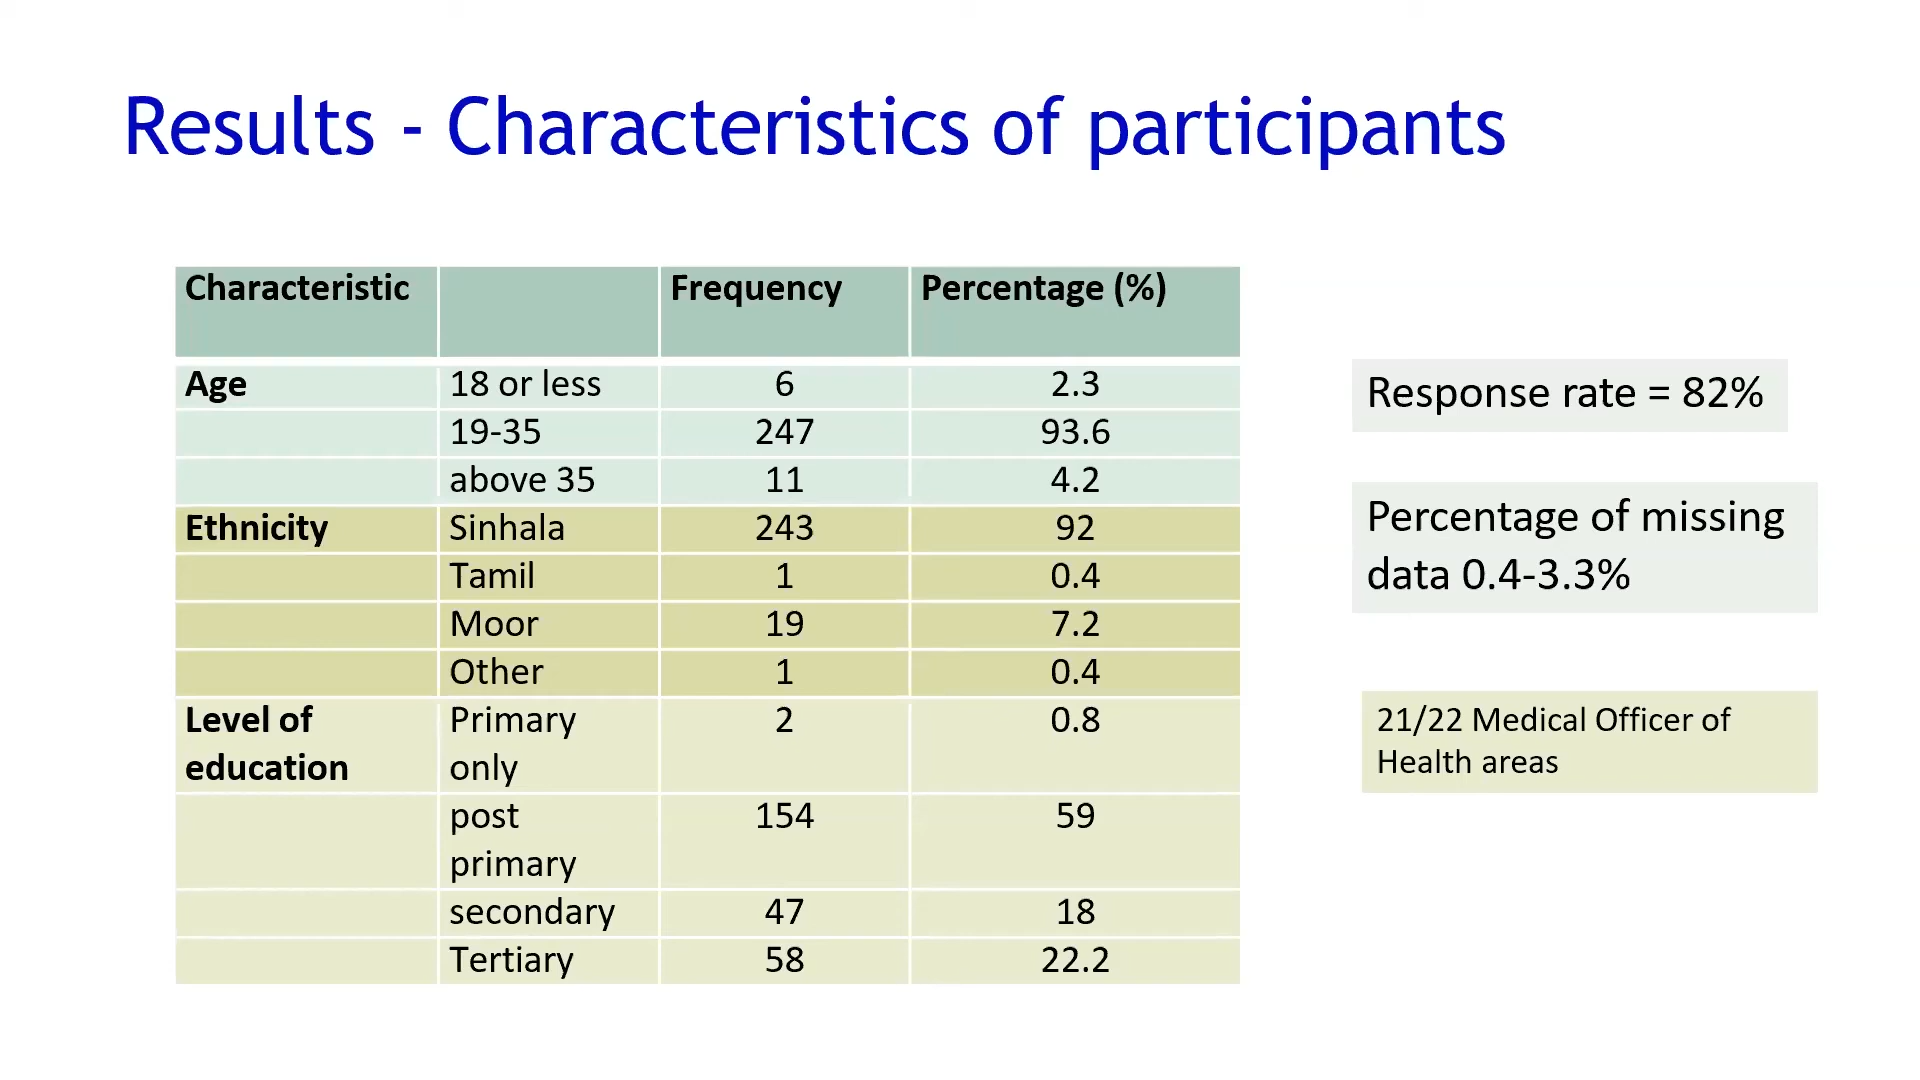 Results - Characteristics of participants
Characteristic Frequency Percentage (%)
Age 18 or less 6 2.3
19-35 247 93.6
above 35 11 4.2
Ethnicity Sinhala 243 92
Tamil 1 0.4
Moor 19 7.2
Other 1 0.4
Level of Primary 2 0.8
education only
post 154 59
primary
secondary 47 18
Tertiary 58 22.2
Response rate = 82%
Percentage of missing
data 0.4-3.3%
21/22 Medical Officer of
Health areas